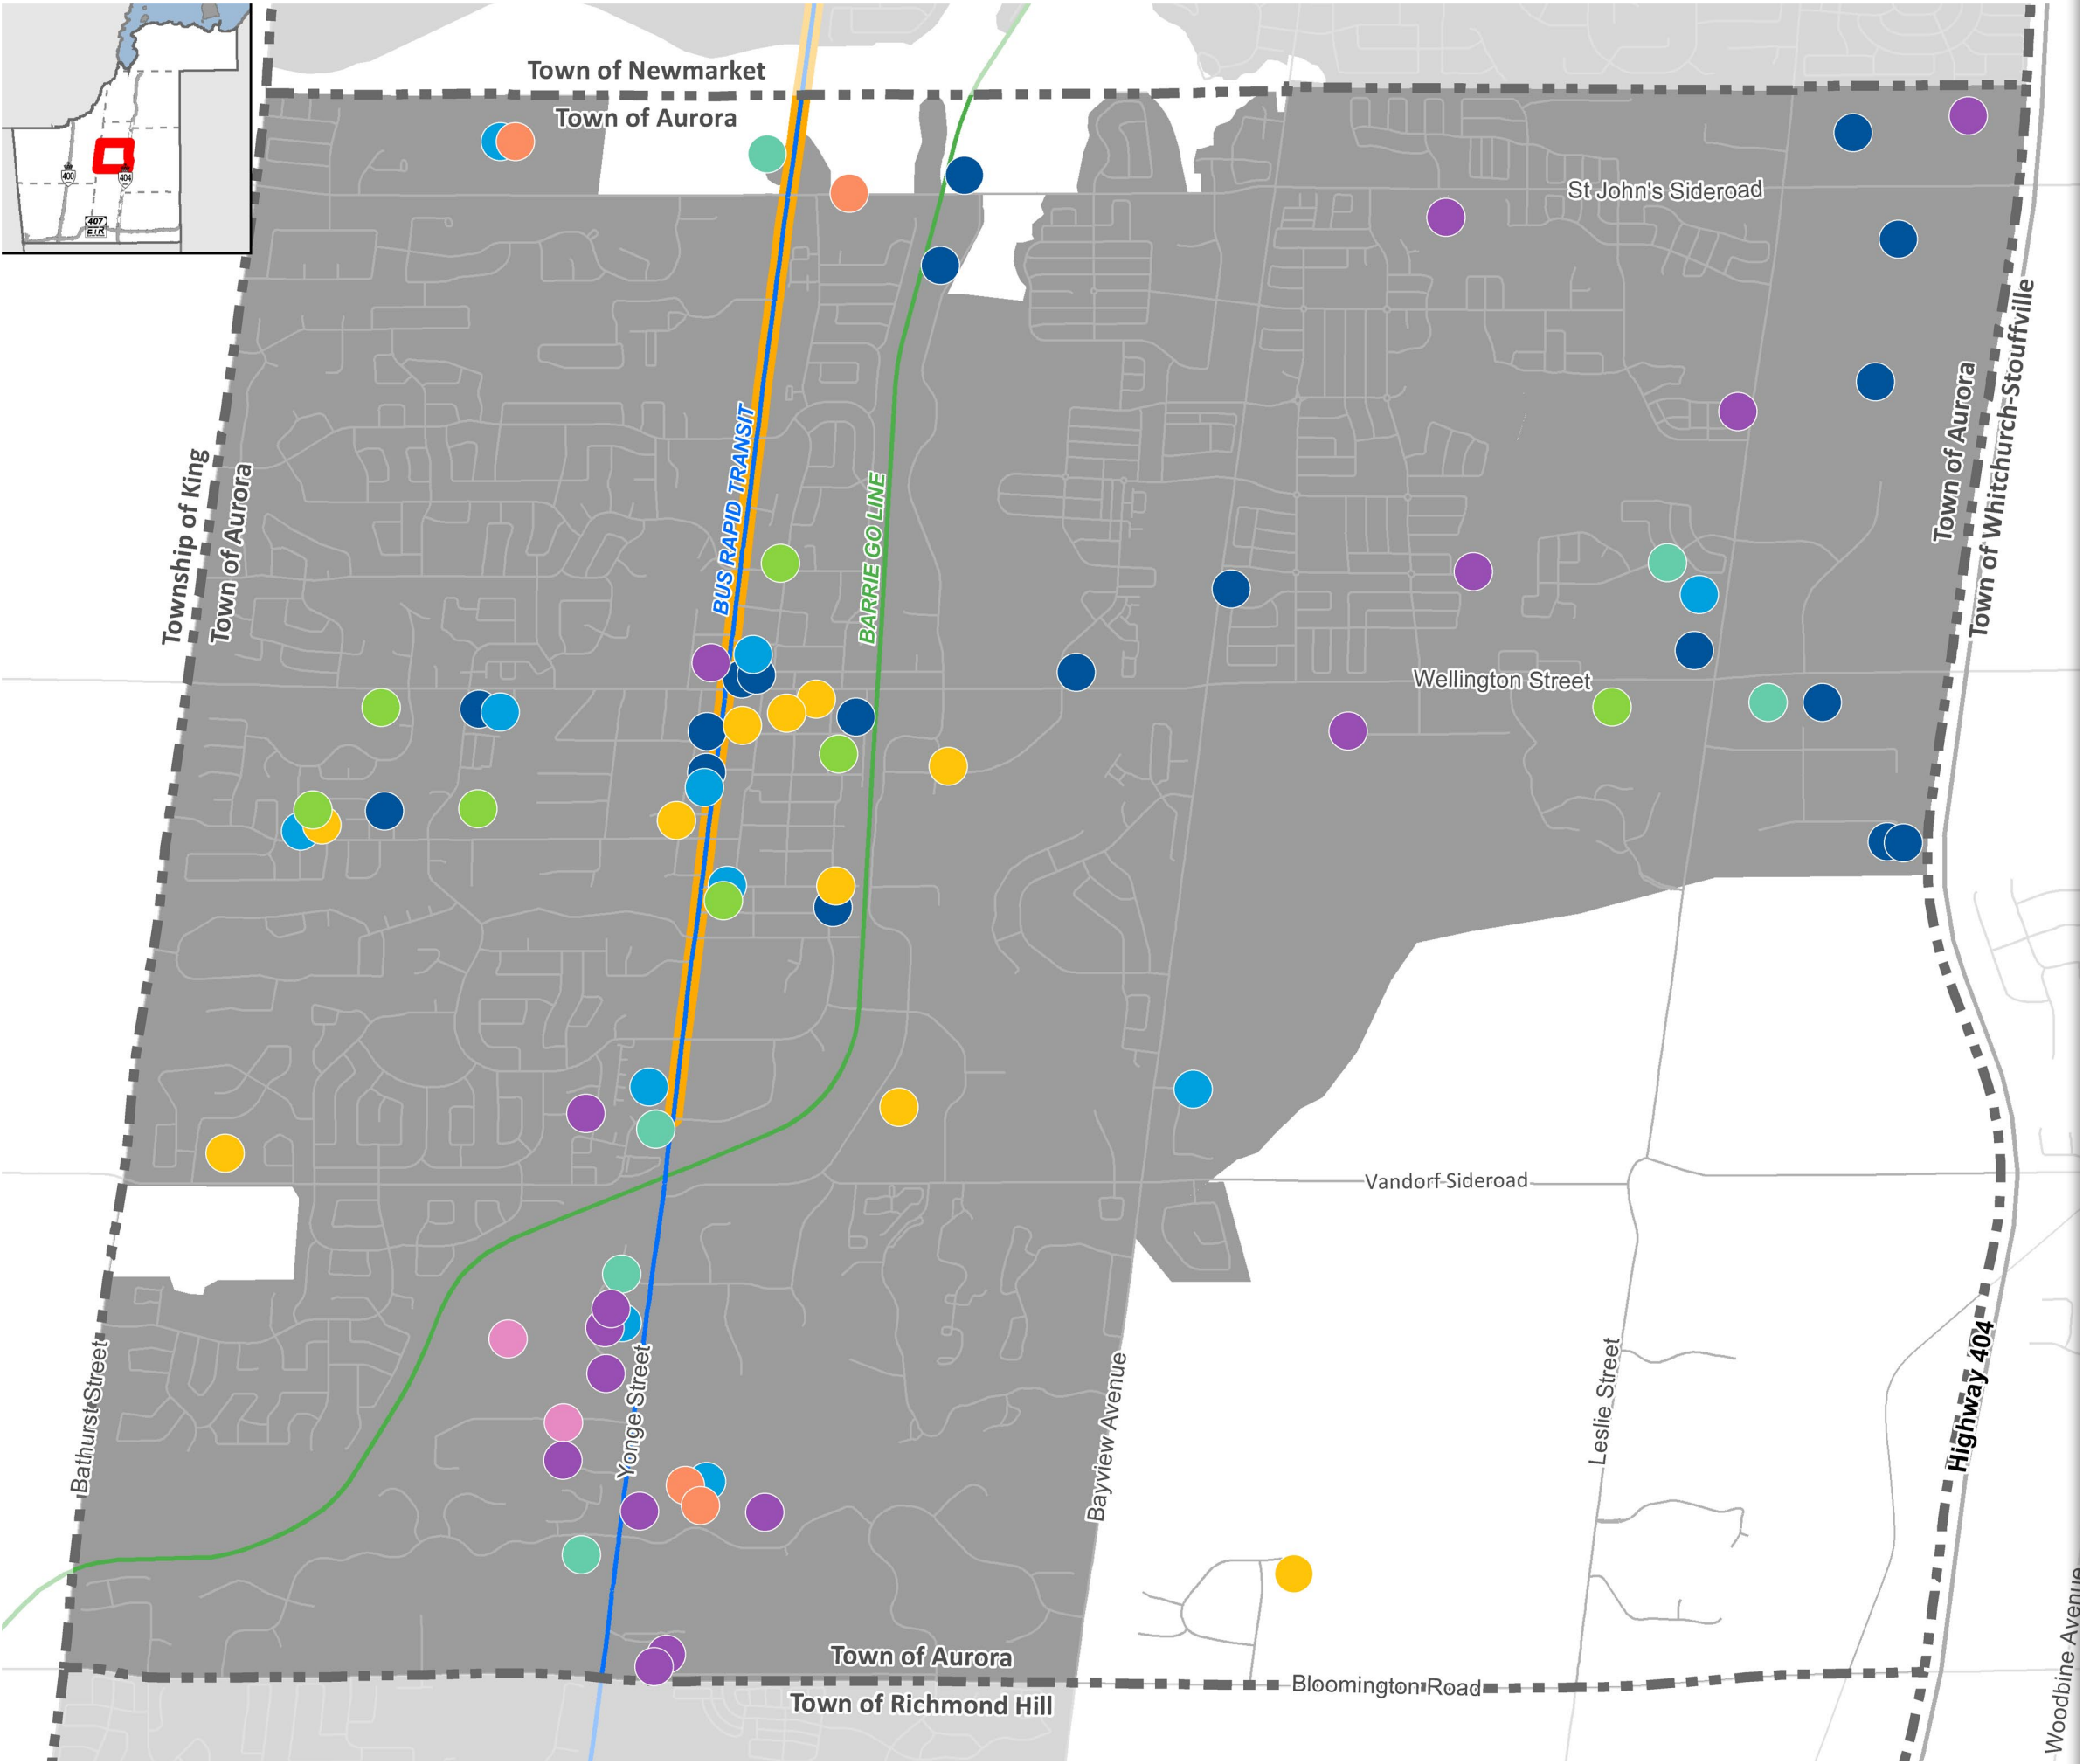 Town of Newmarket
Town of Aurora
400
404
407
ETR
St John's Sideroad
Town of Aurora
Town of Whitchurch-Stouffville
Township of King
Town of Aurora
BUS RAPID TRANSIT
BARRIE GO LINE
Wellington Street
Vandorf Sideroad
Bathurst Street
Yonge Street
Bayview Avenue
Leslie Street
Highway 404
Woodbine Avenue
Town of Aurora
Bloomington Road
Town of Richmond Hill